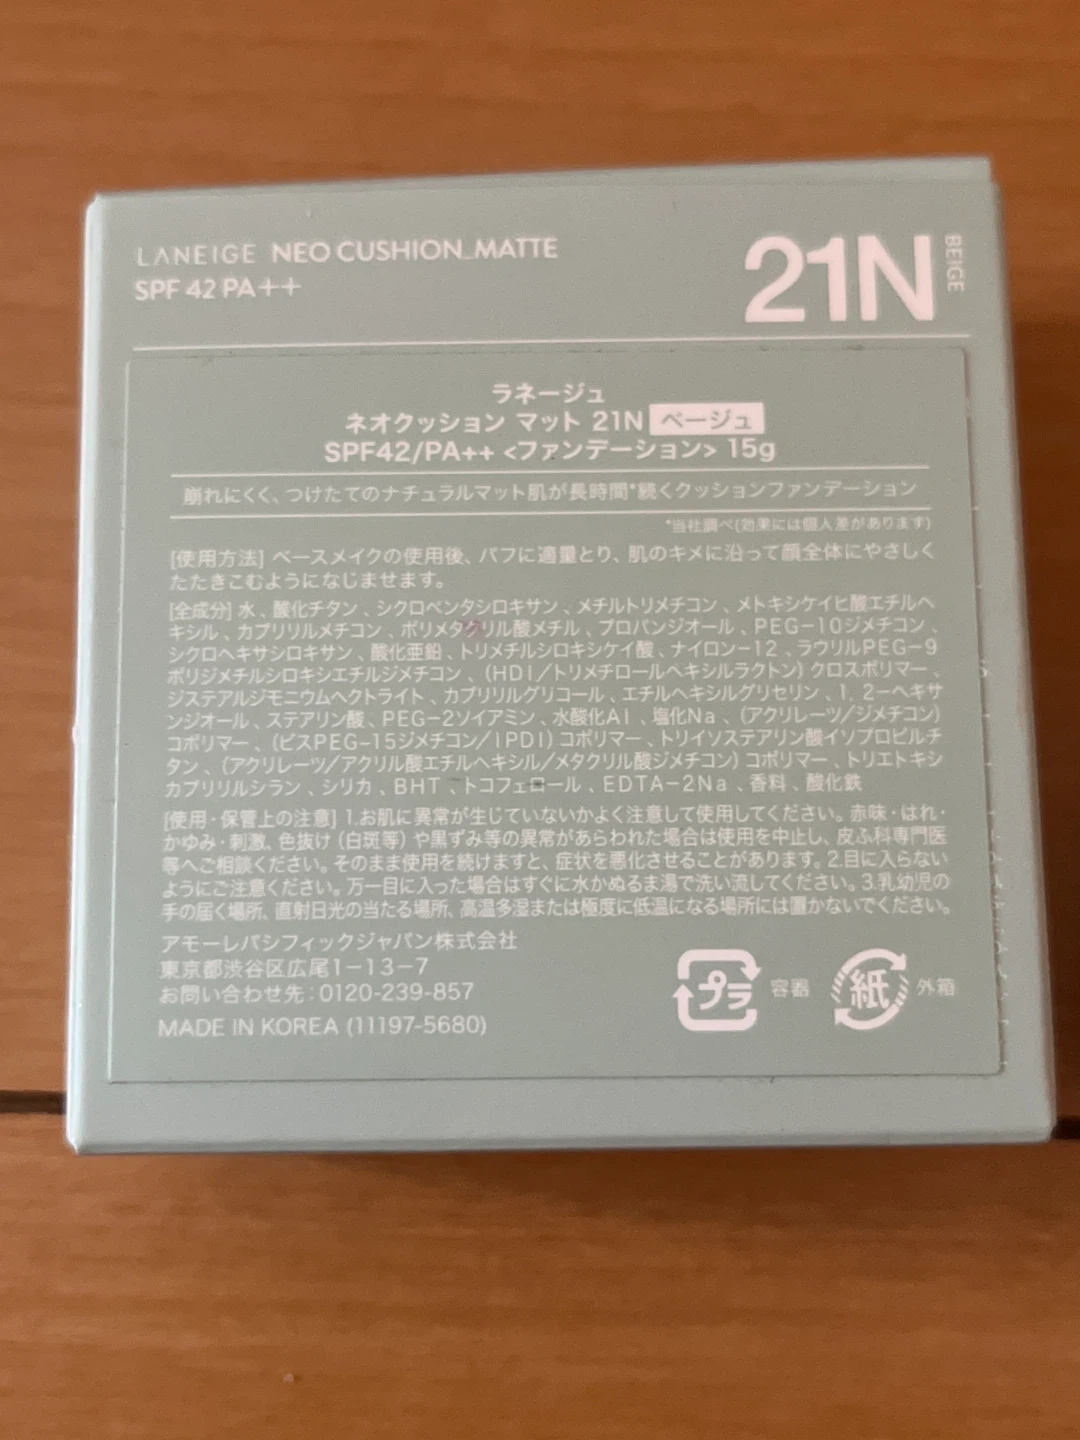 LANEIGE NEO CUSHION_MATTE
SPF 42 PA++
21N
BEIGE
ラネージュ
ネオクッション マット 21N ベージュ
SPF42/PA++ <ファンデーション> 15g
崩れにくく、つけたてのナチュラルマット肌が長時間*続くクッションファンデーション
*当社調べ(効果には個人差があります)
[使用方法] ベースメイクの使用後、パフに適量とり、肌のキメに沿って顔全体にやさしく
たたきこむようになじませます。
[全成分] 水、酸化チタン、シクロペンタシロキサン、メチルトリメチコン、メトキシケイヒ酸エチルヘ
キシル、カプリリルメチコン、ポリメタクリル酸メチル、プロパンジオール、PEG-10ジメチコン、
シクロヘキサシロキサン、酸化亜鉛、トリメチルシロキシケイ酸、ナイロン-12、ラウリルPEG-9
ポリジメチルシロキシエチルジメチコン、(HDI/トリメチロールヘキシルラクトン) クロスポリマー、
ジステアルジモニウムヘクトライト、カプリリルグリコール、エチルヘキシルグリセリン、1, 2-ヘキサ
ンジオール、ステアリン酸、PEG-2ソイアミン、水酸化Al、塩化Na、(アクリレーツ/ジメチコン)
コポリマー、(ビスPEG-15ジメチコン/IPDI) コポリマー、トリイソステアリン酸イソプロピルチ
タン、(アクリレーツ/アクリル酸エチルヘキシル/メタクリル酸ジメチコン) コポリマー、トリエトキシ
カプリリルシラン、シリカ、BHT、トコフェロール、EDTA-2Na、香料、酸化鉄
[使用・保管上の注意] 1.お肌に異常が生じていないかよく注意して使用してください。赤味・はれ・
かゆみ・刺激、色抜け (白斑等) や黒ずみ等の異常があらわれた場合は使用を中止し、皮ふ科専門医
等へご相談ください。そのまま使用を続けますと、症状を悪化させることがあります。2.目に入らない
ようにご注意ください。万一目に入った場合はすぐに水かぬるま湯で洗い流してください。3.乳幼児の
手の届く場所、直射日光の当たる場所、高温多湿または極度に低温になる場所には置かないでください。
アモーレパシフィックジャパン株式会社
東京都渋谷区広尾1-13-7
お問い合わせ先：0120-239-857
MADE IN KOREA (11197-5680)
プラ 容器 紙 外箱